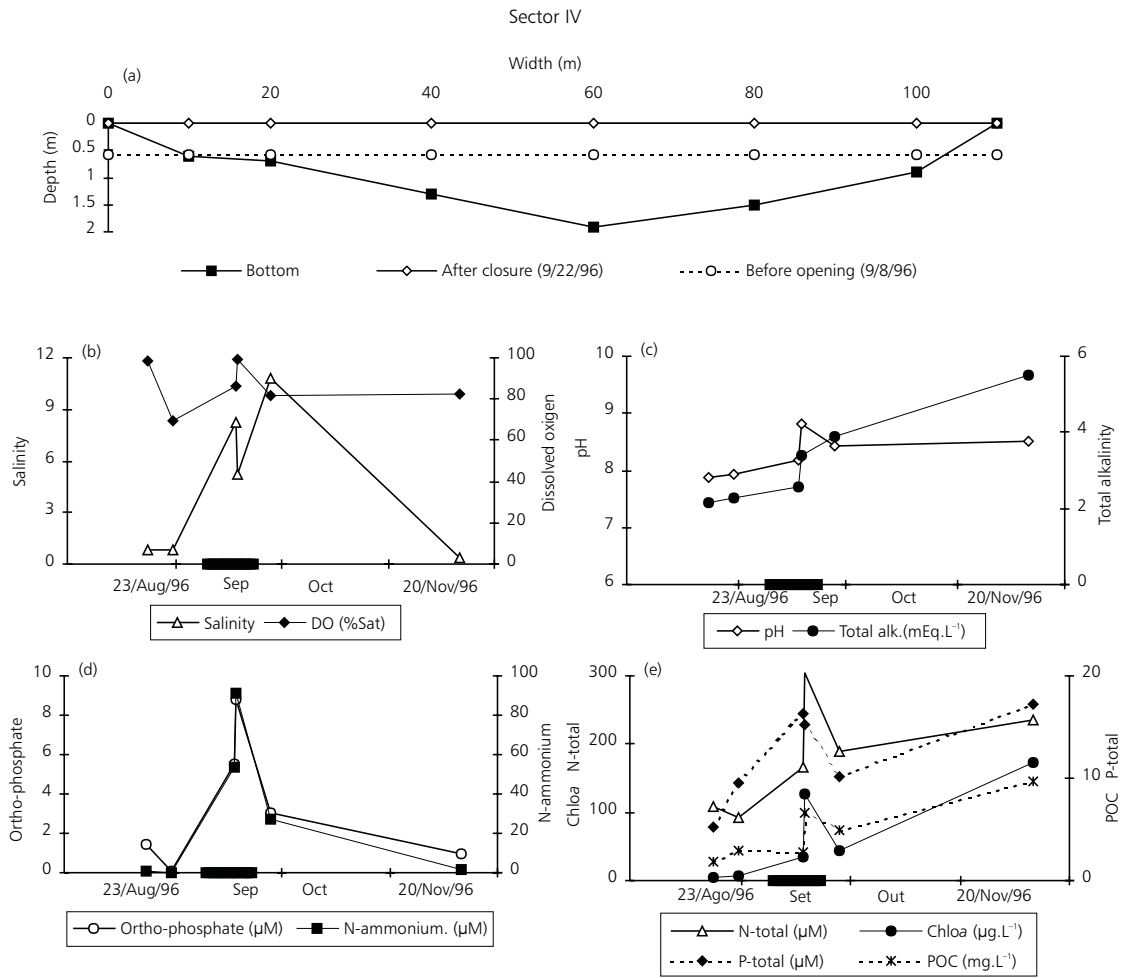 Sector IV
Width (m)
(a)
0 20 40 60 80 100
0
0.5
1
1.5
2
Depth (m)
Bottom After closure (9/22/96) Before opening (9/8/96)
(b)
12
9
6
3
0
Salinity
100
80
60
40
20
0
Dissolved oxigen
23/Aug/96 Sep Oct 20/Nov/96
Salinity DO (%Sat)
(c)
10
9
8
7
6
pH
6
4
2
0
Total alkalinity
23/Aug/96 Sep Oct 20/Nov/96
pH Total alk.(mEq.L⁻¹)
(d)
10
8
6
4
2
0
Ortho-phosphate
100
80
60
40
20
0
N-ammonium
23/Aug/96 Sep Oct 20/Nov/96
Ortho-phosphate (µM) N-ammonium. (µM)
(e)
300
200
100
0
Chloa N-total
20
10
0
POC P-total
23/Ago/96 Set Out 20/Nov/96
N-total (µM) Chloa (µg.L⁻¹)
P-total (µM) POC (mg.L⁻¹)